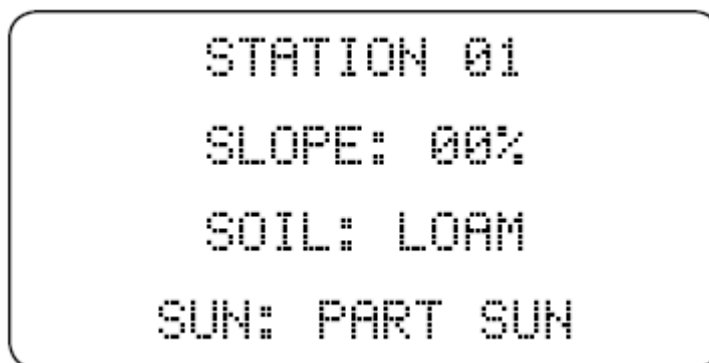 STATION 01
SLOPE: 00%
SOIL: LOAM
SUN: PART SUN